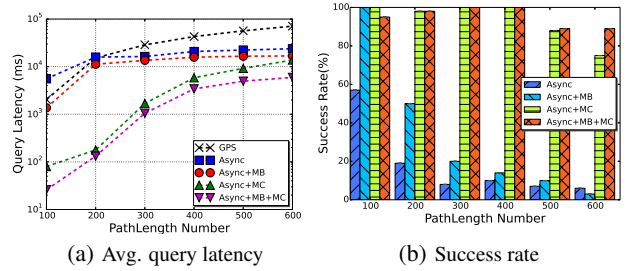 Query Latency (ms)
10^5
10^4
10^3
10^2
10^1
100 200 300 400 500 600
PathLength Number
GPS
Async
Async+MB
Async+MC
Async+MB+MC
(a) Avg. query latency
Success Rate(%)
100
80
60
40
20
0
100 200 300 400 500 600
PathLength Number
Async
Async+MB
Async+MC
Async+MB+MC
(b) Success rate